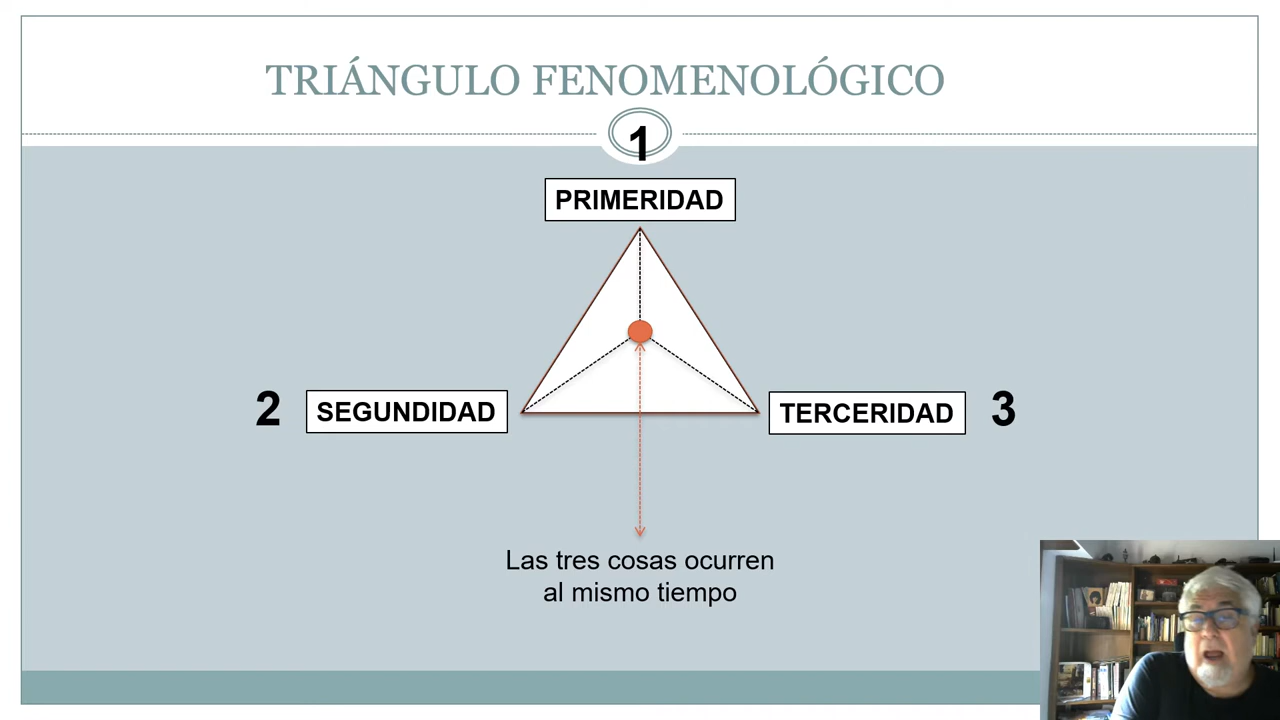 TRIÁNGULO FENOMENOLÓGICO
1
PRIMERIDAD
2 SEGUNDIDAD
TERCERIDAD 3
Las tres cosas ocurren
al mismo tiempo